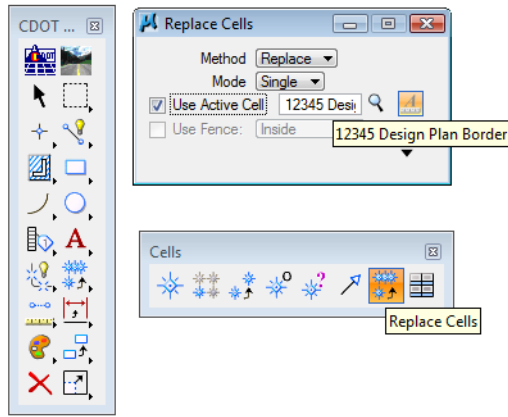 CDOT ...
Replace Cells
Method Replace
Mode Single
Use Active Cell 12345 Desi
Use Fence: Inside
12345 Design Plan Border
Cells
Replace Cells